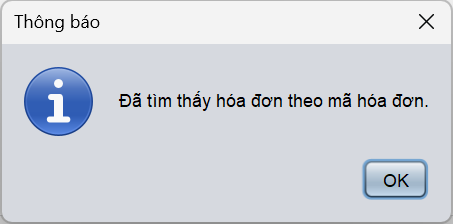 Thông báo
Đã tìm thấy hóa đơn theo mã hóa đơn.
OK